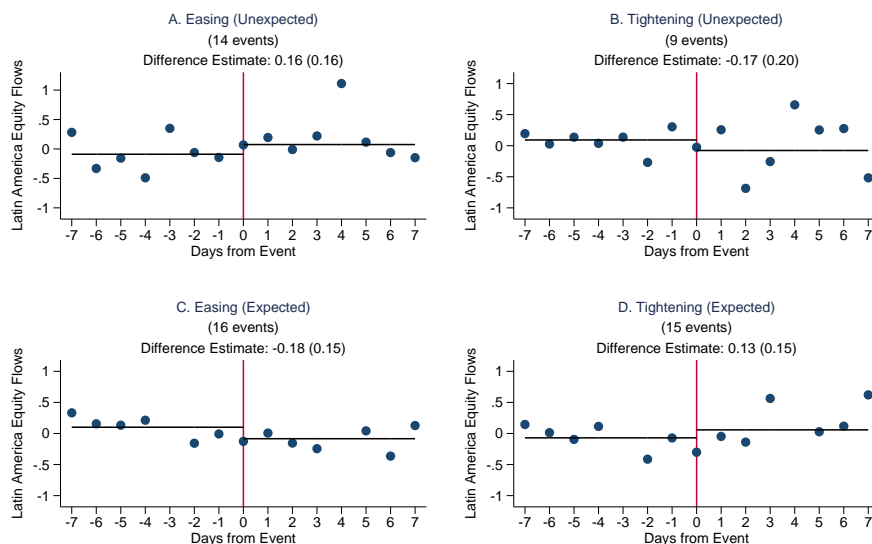 A. Easing (Unexpected)
(14 events)
Difference Estimate: 0.16 (0.16)
Latin America Equity Flows
1
.5
0
-.5
-1
-7 -6 -5 -4 -3 -2 -1 0 1 2 3 4 5 6 7
Days from Event
B. Tightening (Unexpected)
(9 events)
Difference Estimate: -0.17 (0.20)
Latin America Equity Flows
1
.5
0
-.5
-1
-7 -6 -5 -4 -3 -2 -1 0 1 2 3 4 5 6 7
Days from Event
C. Easing (Expected)
(16 events)
Difference Estimate: -0.18 (0.15)
Latin America Equity Flows
1
.5
0
-.5
-1
-7 -6 -5 -4 -3 -2 -1 0 1 2 3 4 5 6 7
Days from Event
D. Tightening (Expected)
(15 events)
Difference Estimate: 0.13 (0.15)
Latin America Equity Flows
1
.5
0
-.5
-1
-7 -6 -5 -4 -3 -2 -1 0 1 2 3 4 5 6 7
Days from Event